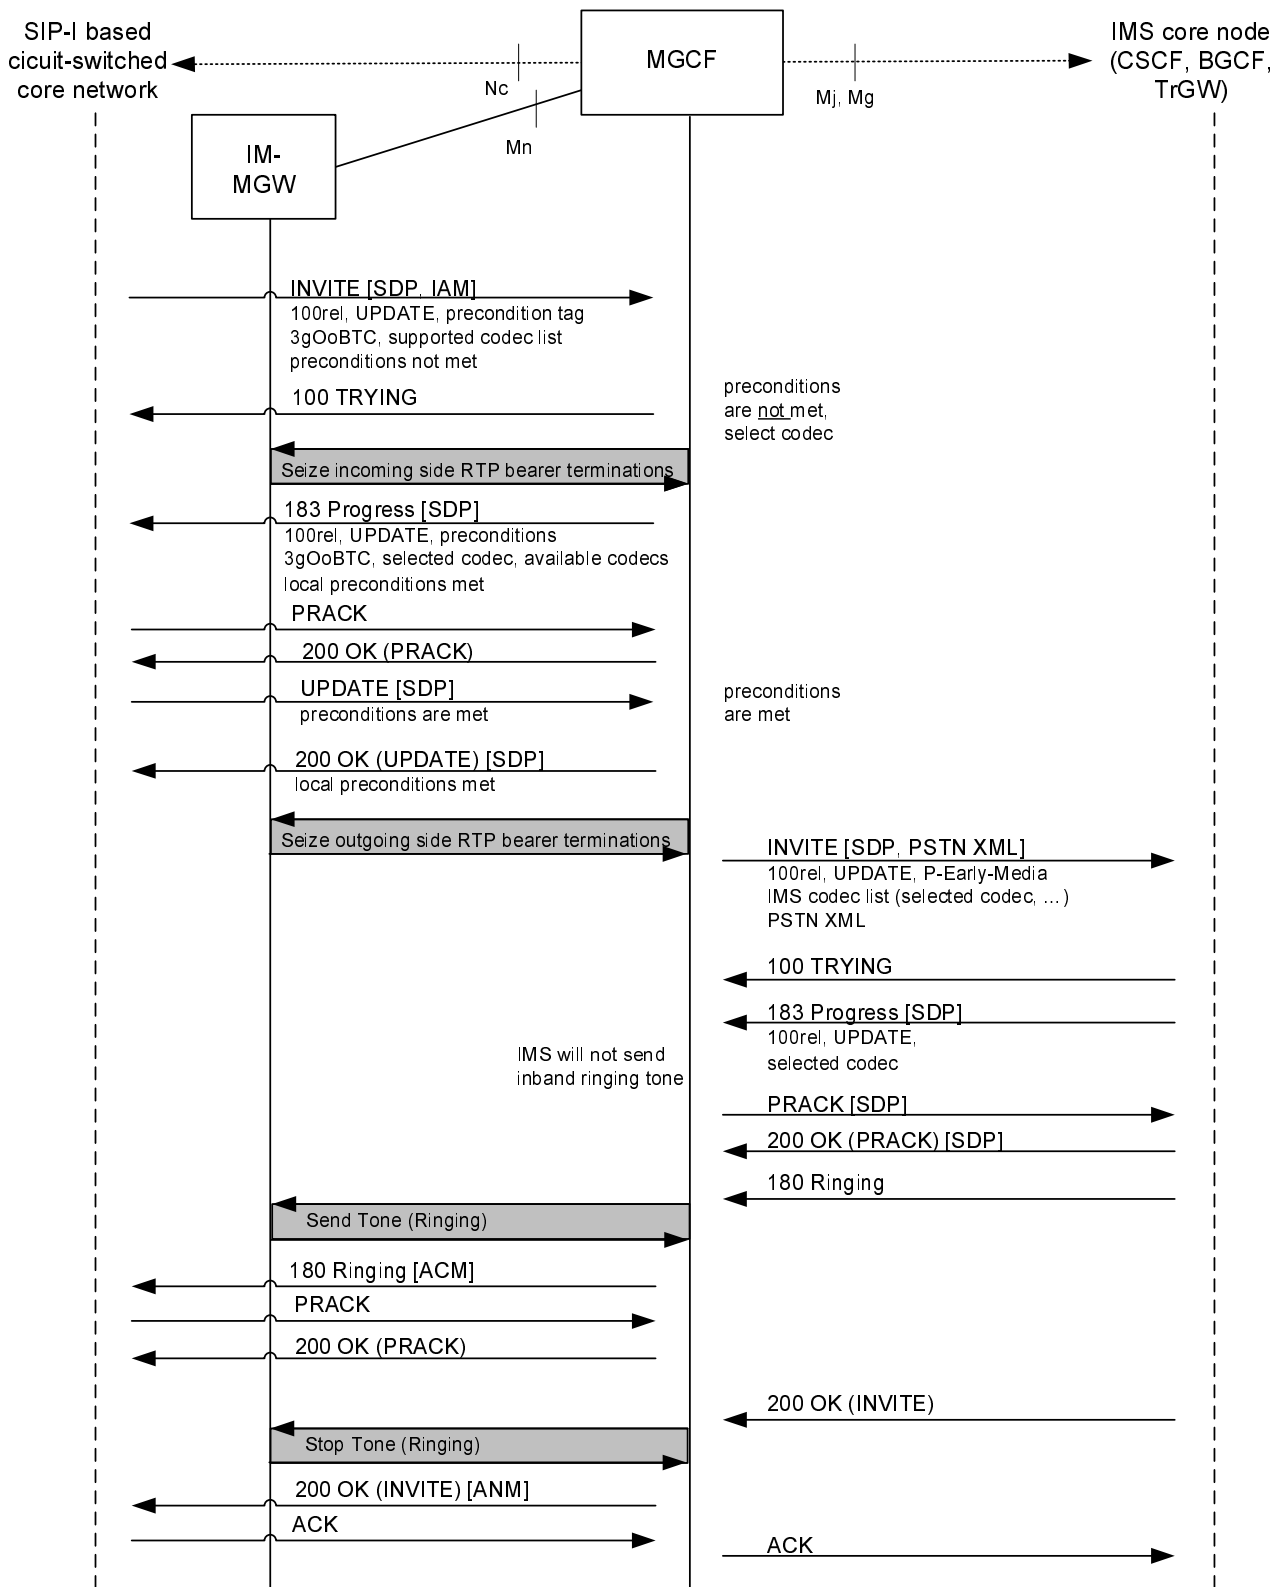 SIP-I based
cicuit-switched
core network
MGCF
IMS core node
(CSCF, BGCF,
TrGW)
Nc
Mj, Mg
Mn
IM-
MGW
INVITE [SDP, IAM]
100rel, UPDATE, precondition tag
3gOoBTC, supported codec list
preconditions not met
100 TRYING
preconditions
are not met,
select codec
Seize incoming side RTP bearer terminations
183 Progress [SDP]
100rel, UPDATE, preconditions
3gOoBTC, selected codec, available codecs
local preconditions met
PRACK
200 OK (PRACK)
UPDATE [SDP]
preconditions are met
preconditions
are met
200 OK (UPDATE) [SDP]
local preconditions met
Seize outgoing side RTP bearer terminations
INVITE [SDP, PSTN XML]
100rel, UPDATE, P-Early-Media
IMS codec list (selected codec, ...)
PSTN XML
100 TRYING
183 Progress [SDP]
100rel, UPDATE,
selected codec
IMS will not send
inband ringing tone
PRACK [SDP]
200 OK (PRACK) [SDP]
180 Ringing
Send Tone (Ringing)
180 Ringing [ACM]
PRACK
200 OK (PRACK)
200 OK (INVITE)
Stop Tone (Ringing)
200 OK (INVITE) [ANM]
ACK
ACK